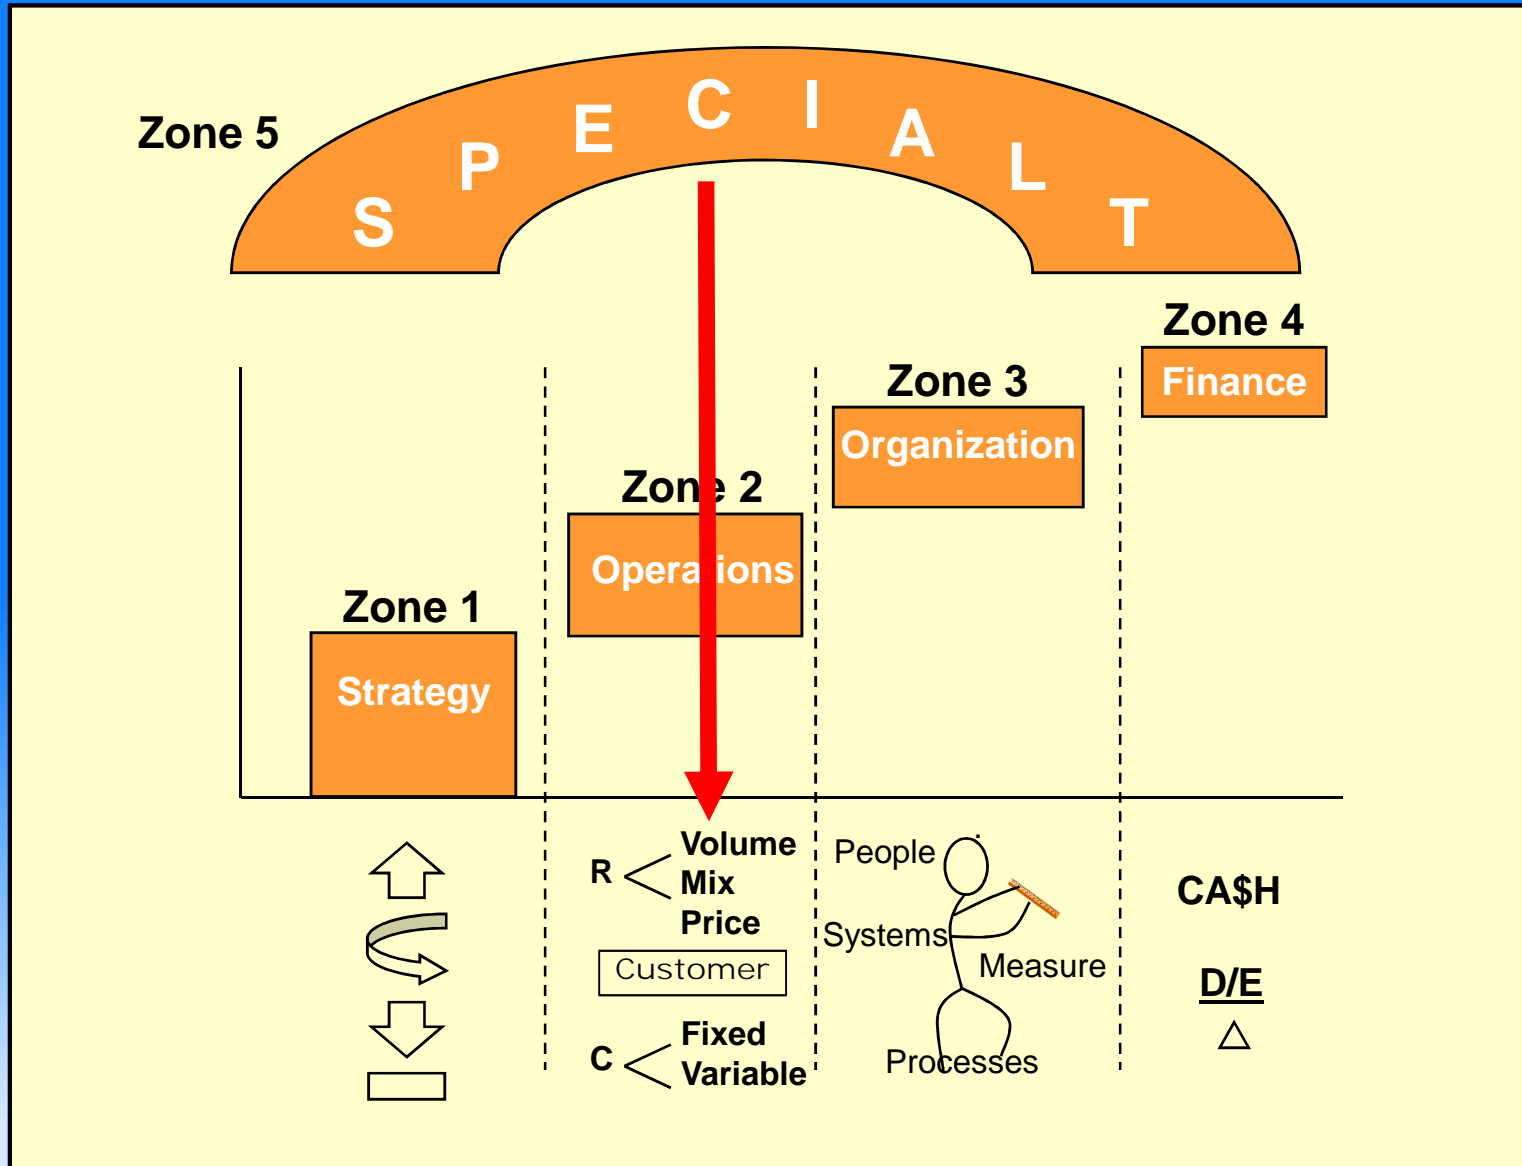 Zone 5
S P E C I A L T
Zone 4
Finance
Zone 3
Organization
Zone 2
Operations
Zone 1
Strategy
R
Volume
Mix
Price
Customer
C
Fixed
Variable
People
Systems
Measure
Processes
CA$H
D/E